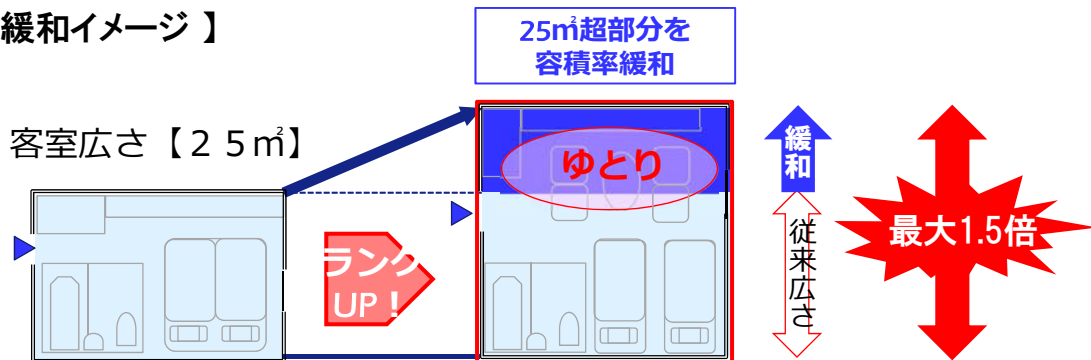 緩和イメージ 】
25㎡超部分を
容積率緩和
客室広さ【２５㎡】
ゆとり
ランク
UP！
緩和
従来広さ
最大1.5倍